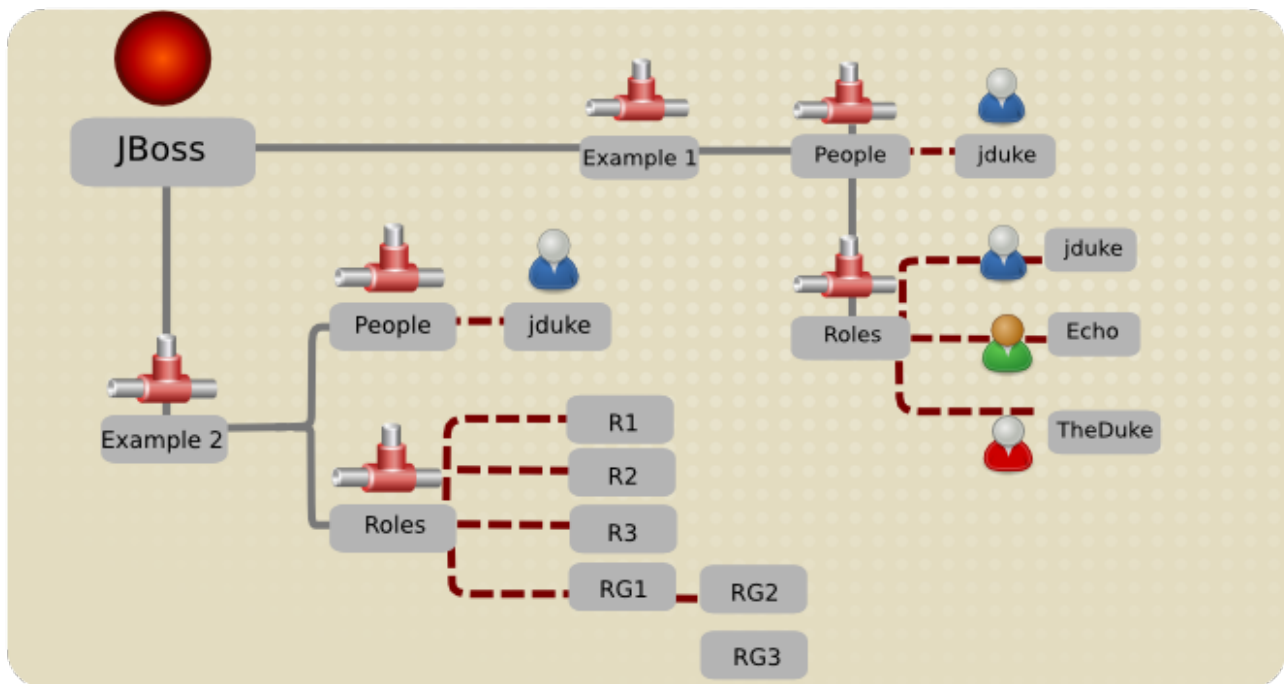 JBoss
Example 1
People
jduke
jduke
Roles
Echo
TheDuke
People
jduke
Example 2
Roles
R1
R2
R3
RG1
RG2
RG3